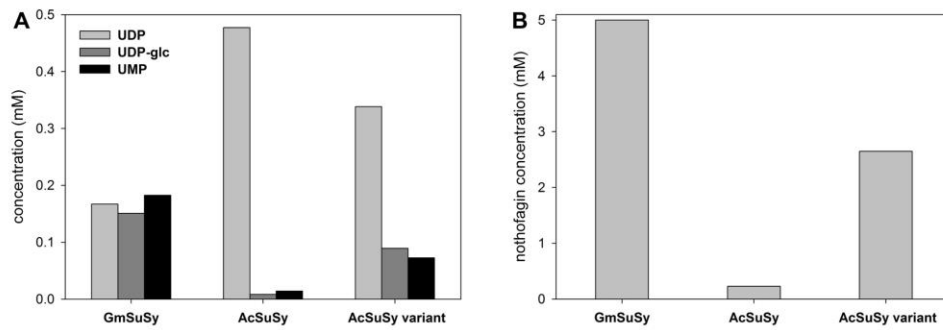 A
0.5
0.4
0.3
0.2
0.1
0.0
concentration (mM)
UDP
UDP-glc
UMP
GmSuSy AcSuSy AcSuSy variant
B
5
4
3
2
1
0
nothofagin concentration (mM)
GmSuSy AcSuSy AcSuSy variant